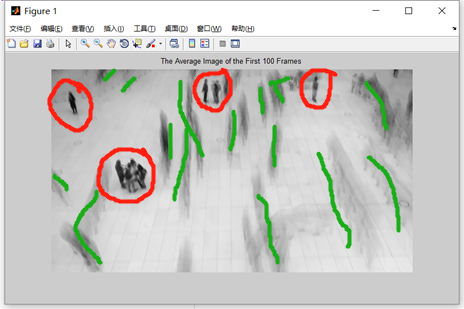 Figure 1
文件(F) 编辑(E) 查看(V) 插入(I) 工具(T) 桌面(D) 窗口(W) 帮助(H)
The Average Image of the First 100 Frames